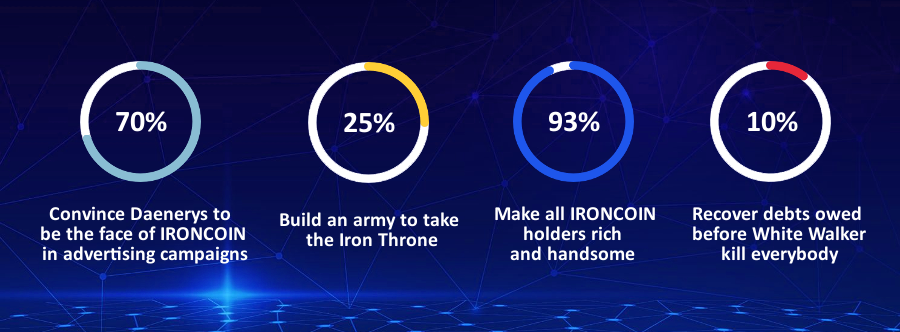 70%
25%
93%
10%
Convince Daenerys to
be the face of IRONCOIN
in advertising campaigns
Build an army to take
the Iron Throne
Make all IRONCOIN
holders rich
and handsome
Recover debts owed
before White Walker
kill everybody